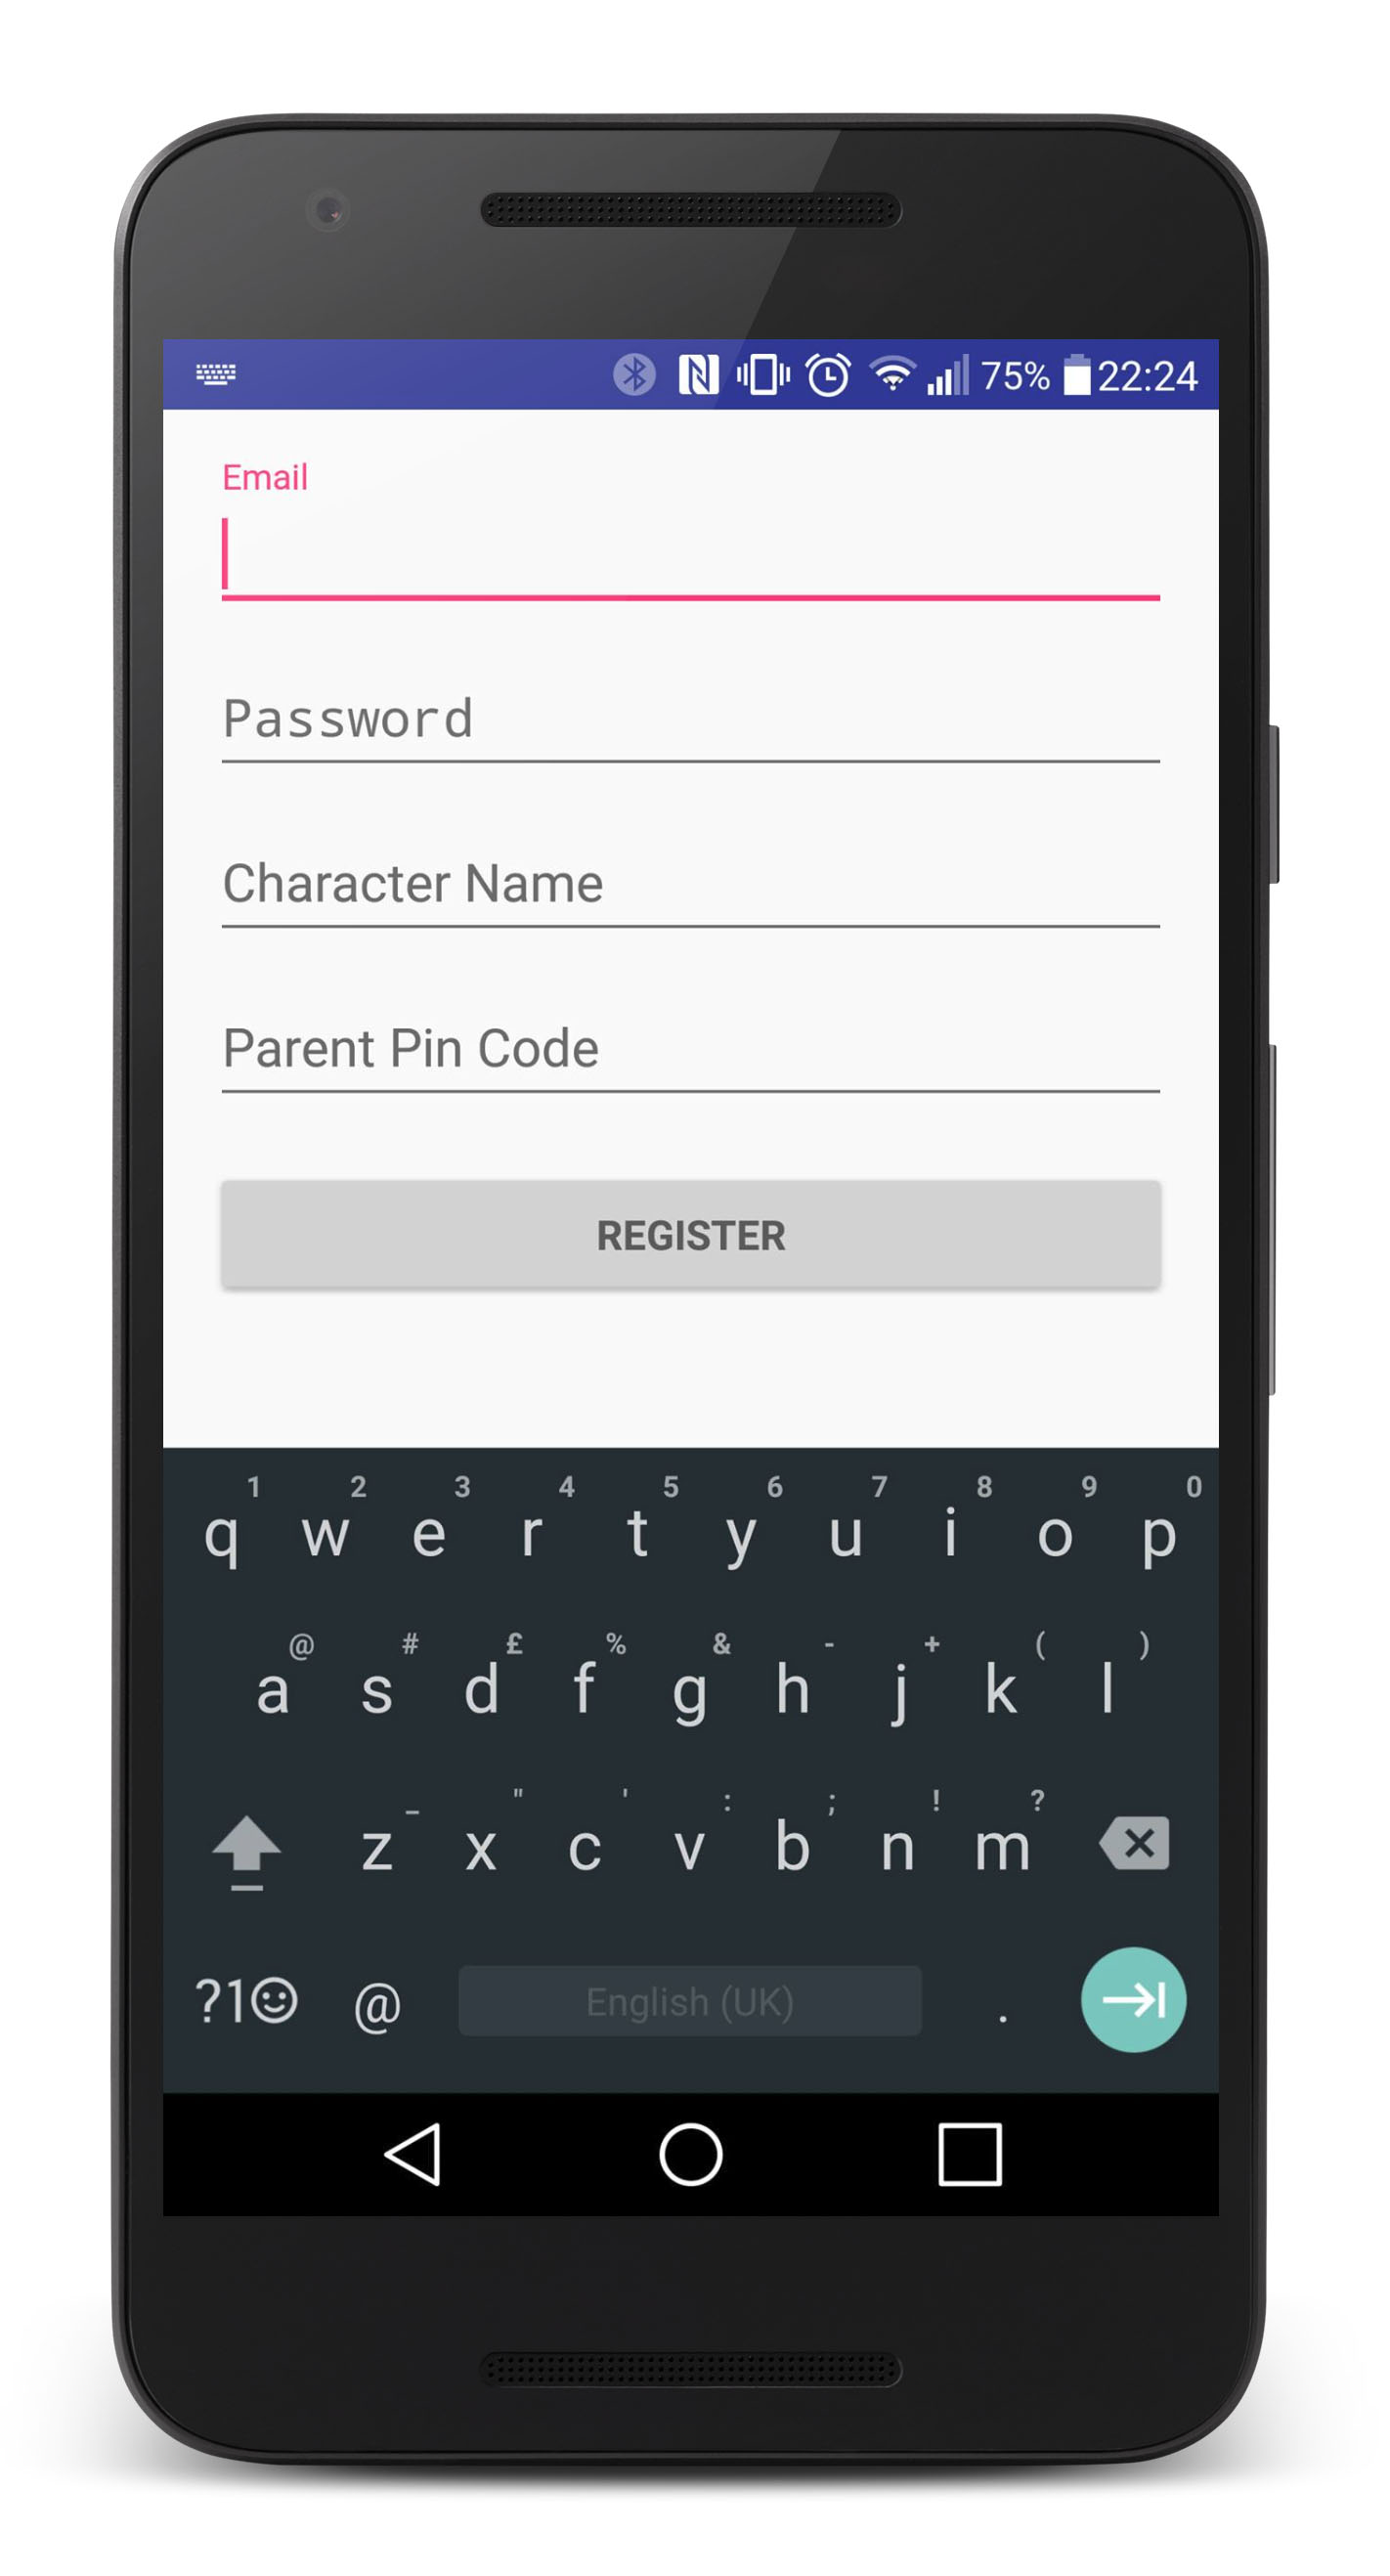 75% 22:24
Email
Password
Character Name
Parent Pin Code
REGISTER
1 2 3 4 5 6 7 8 9 0
q w e r t y u i o p
@ # £ % & - + ( )
a s d f g h j k l
_ " ' : ; ! ?
z x c v b n m
?1☺ @ English (UK) .